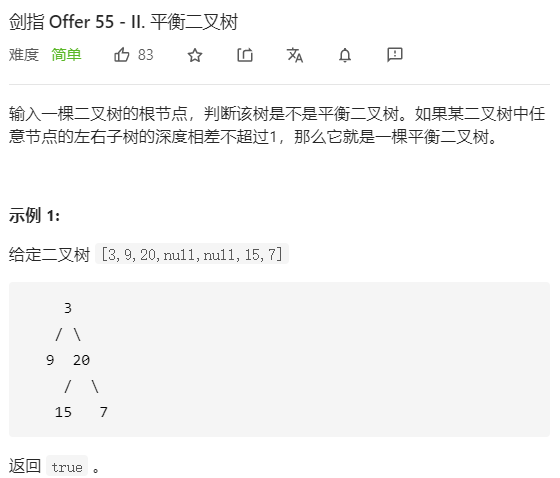 剑指 Offer 55 - II. 平衡二叉树
难度 简单 83
输入一棵二叉树的根节点，判断该树是不是平衡二叉树。如果某二叉树中任
意节点的左右子树的深度相差不超过1，那么它就是一棵平衡二叉树。
示例 1:
给定二叉树 [3,9,20,null,null,15,7]
3
/ \
9 20
/ \
15 7
返回 true 。